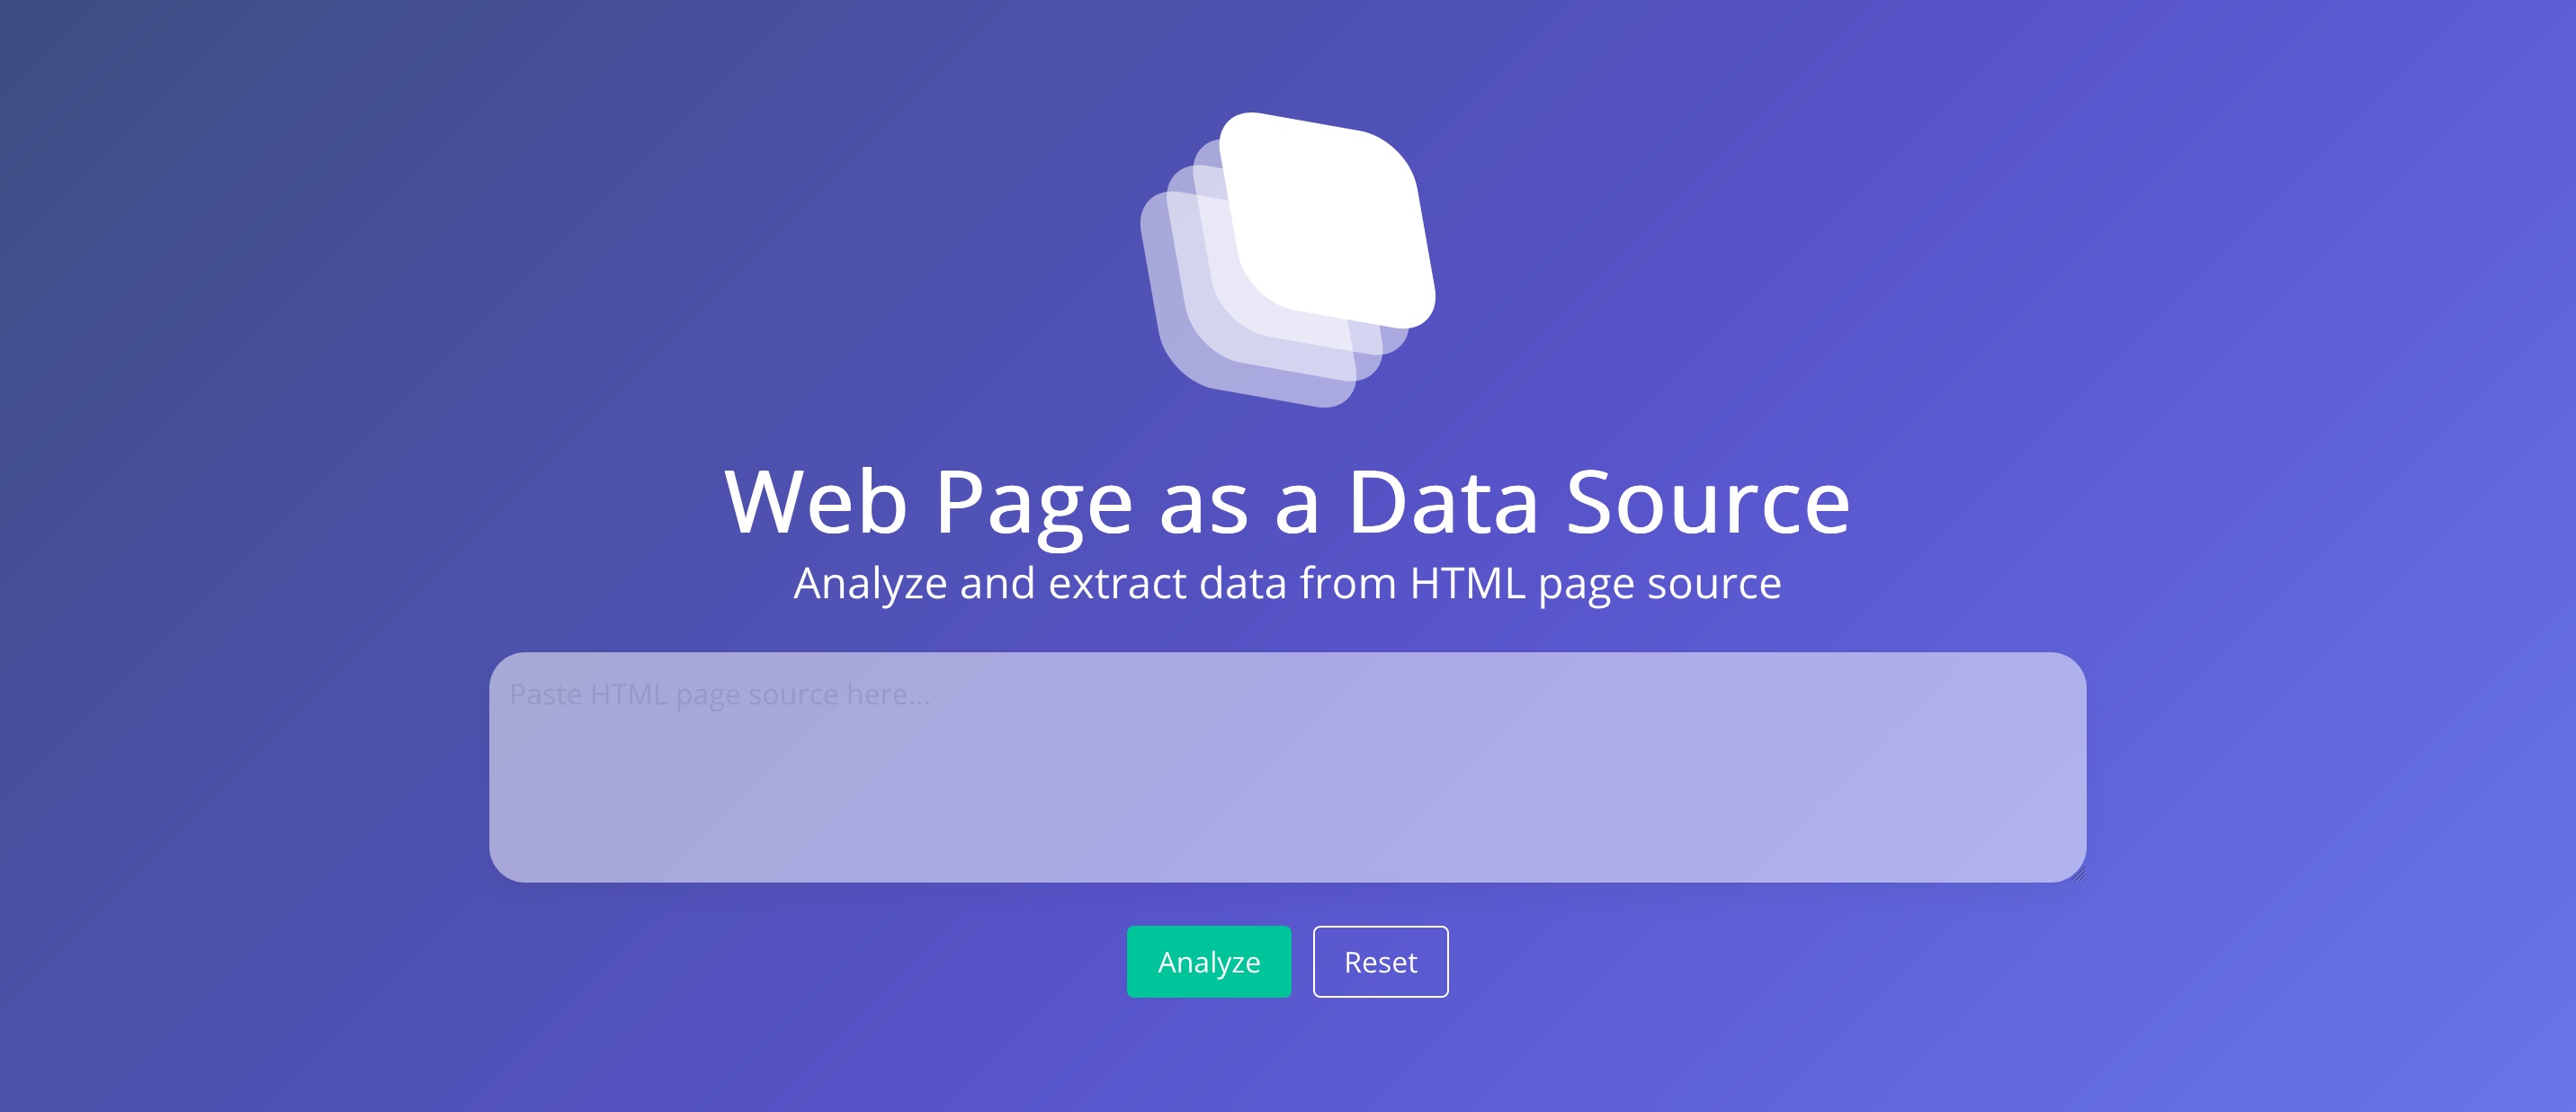 Web Page as a Data Source
Analyze and extract data from HTML page source
Paste HTML page source here...
Analyze
Reset